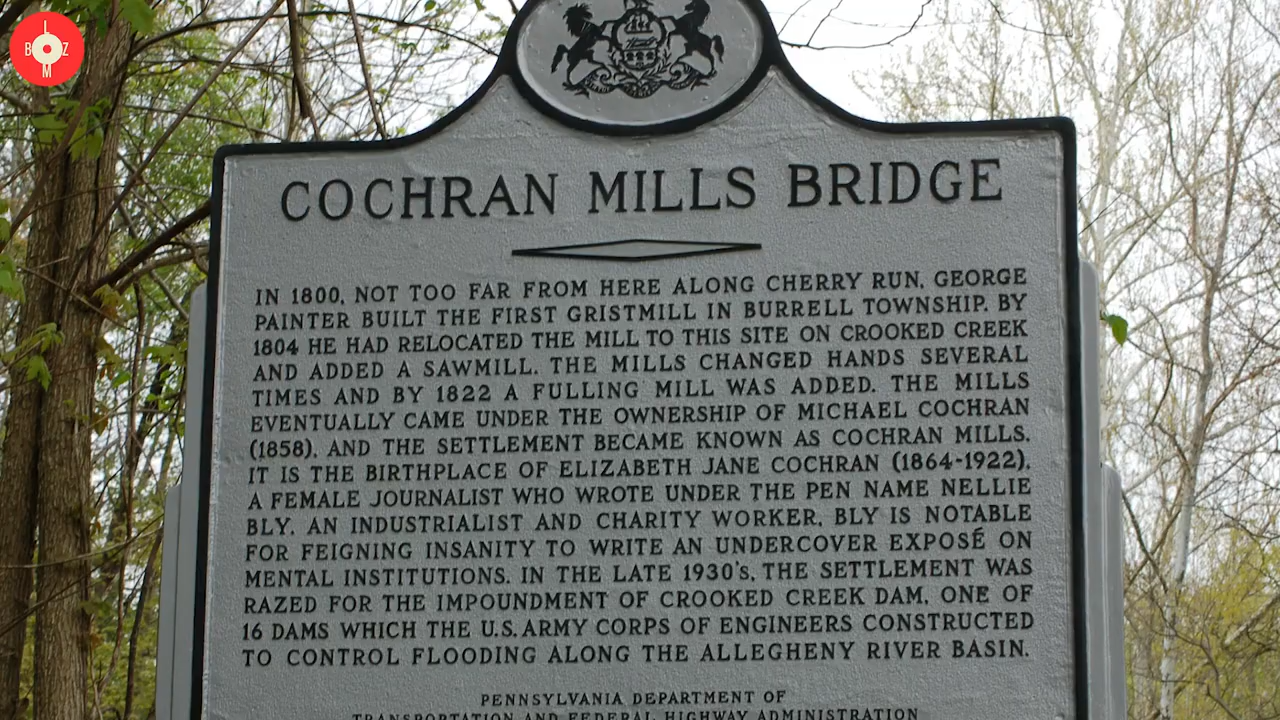 L
B Z
M
COCHRAN MILLS BRIDGE
IN 1800, NOT TOO FAR FROM HERE ALONG CHERRY RUN, GEORGE
PAINTER BUILT THE FIRST GRISTMILL IN BURRELL TOWNSHIP. BY
1804 HE HAD RELOCATED THE MILL TO THIS SITE ON CROOKED CREEK
AND ADDED A SAWMILL. THE MILLS CHANGED HANDS SEVERAL
TIMES AND BY 1822 A FULLING MILL WAS ADDED. THE MILLS
EVENTUALLY CAME UNDER THE OWNERSHIP OF MICHAEL COCHRAN
(1858), AND THE SETTLEMENT BECAME KNOWN AS COCHRAN MILLS.
IT IS THE BIRTHPLACE OF ELIZABETH JANE COCHRAN (1864-1922),
A FEMALE JOURNALIST WHO WROTE UNDER THE PEN NAME NELLIE
BLY. AN INDUSTRIALIST AND CHARITY WORKER, BLY IS NOTABLE
FOR FEIGNING INSANITY TO WRITE AN UNDERCOVER EXPOSÉ ON
MENTAL INSTITUTIONS. IN THE LATE 1930's, THE SETTLEMENT WAS
RAZED FOR THE IMPOUNDMENT OF CROOKED CREEK DAM, ONE OF
16 DAMS WHICH THE U.S. ARMY CORPS OF ENGINEERS CONSTRUCTED
TO CONTROL FLOODING ALONG THE ALLEGHENY RIVER BASIN.
PENNSYLVANIA DEPARTMENT OF
TRANSPORTATION AND FEDERAL HIGHWAY ADMINISTRATION